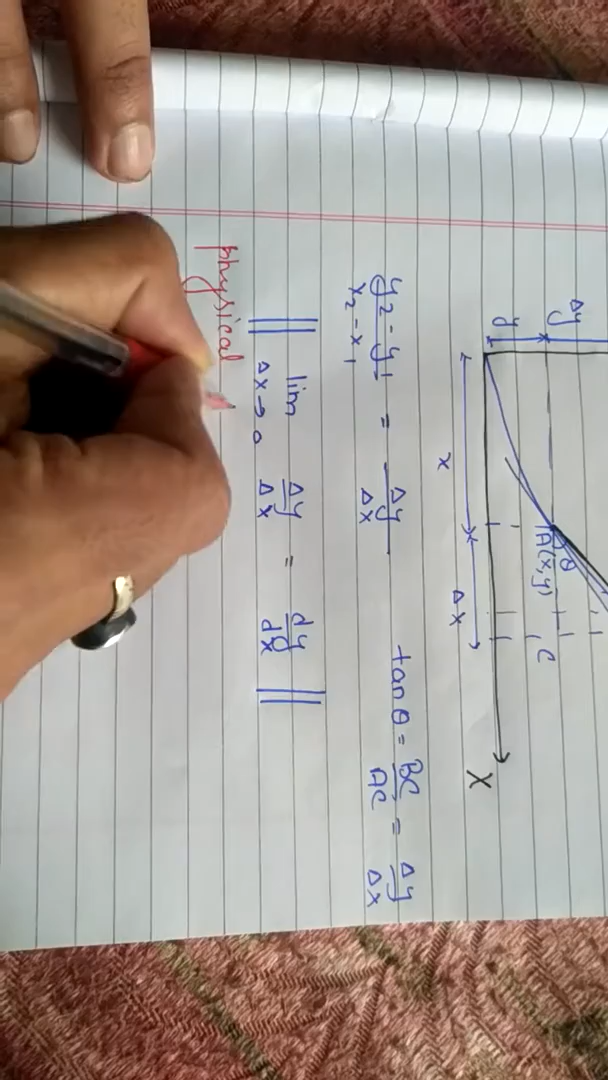 Δy
y
A(x,y)
θ
C
x
Δx
X
y2 - y1 / x2 - x1 = Δy / Δx
tan θ = BC / AC = Δy / Δx
lim Δx→0 Δy / Δx = dy / dx
physical